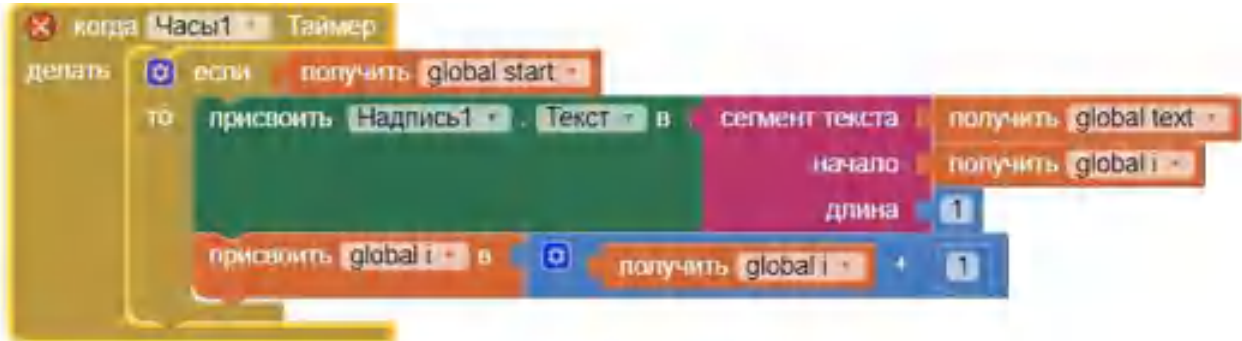 когда Часы1 Таймер
делать если получить global start
то присвоить Надпись1 . Текст в сегмент текста получить global text
начало получить global i
длина 1
присвоить global i в получить global i + 1